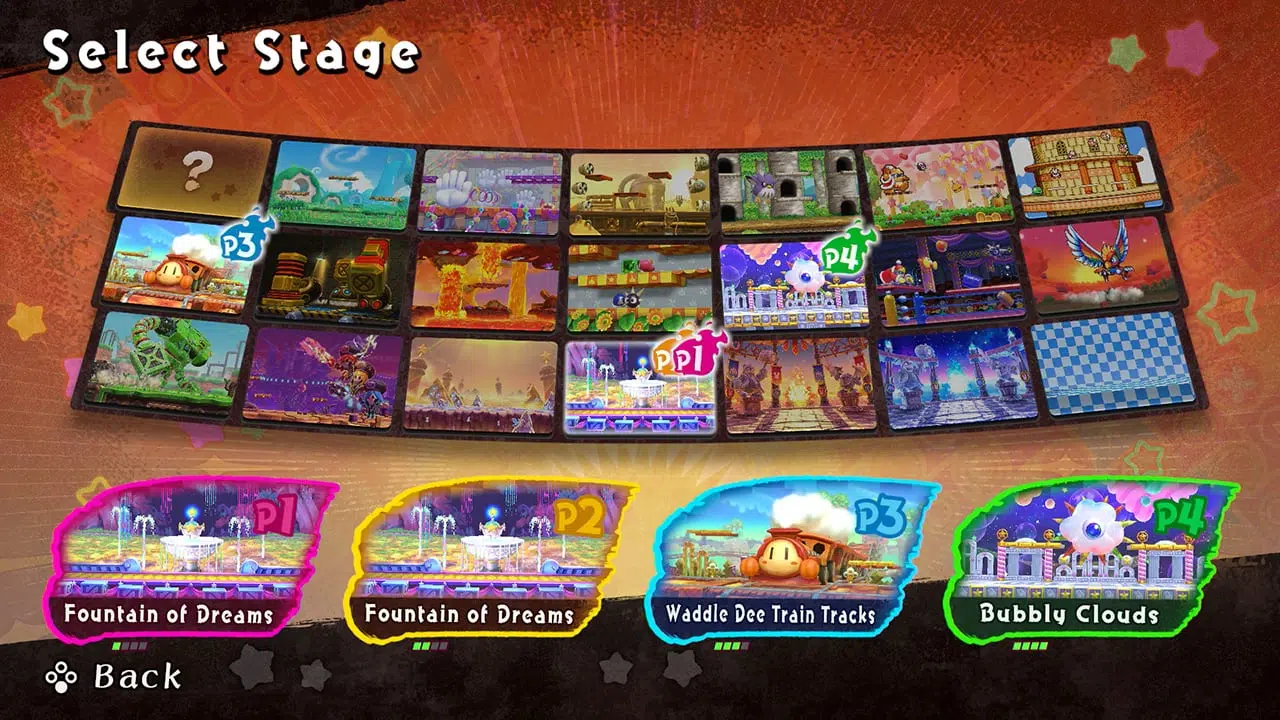 Select Stage
?
P3
P4
P
P1
P1
P2
P3
P4
Fountain of Dreams
Fountain of Dreams
Waddle Dee Train Tracks
Bubbly Clouds
Back